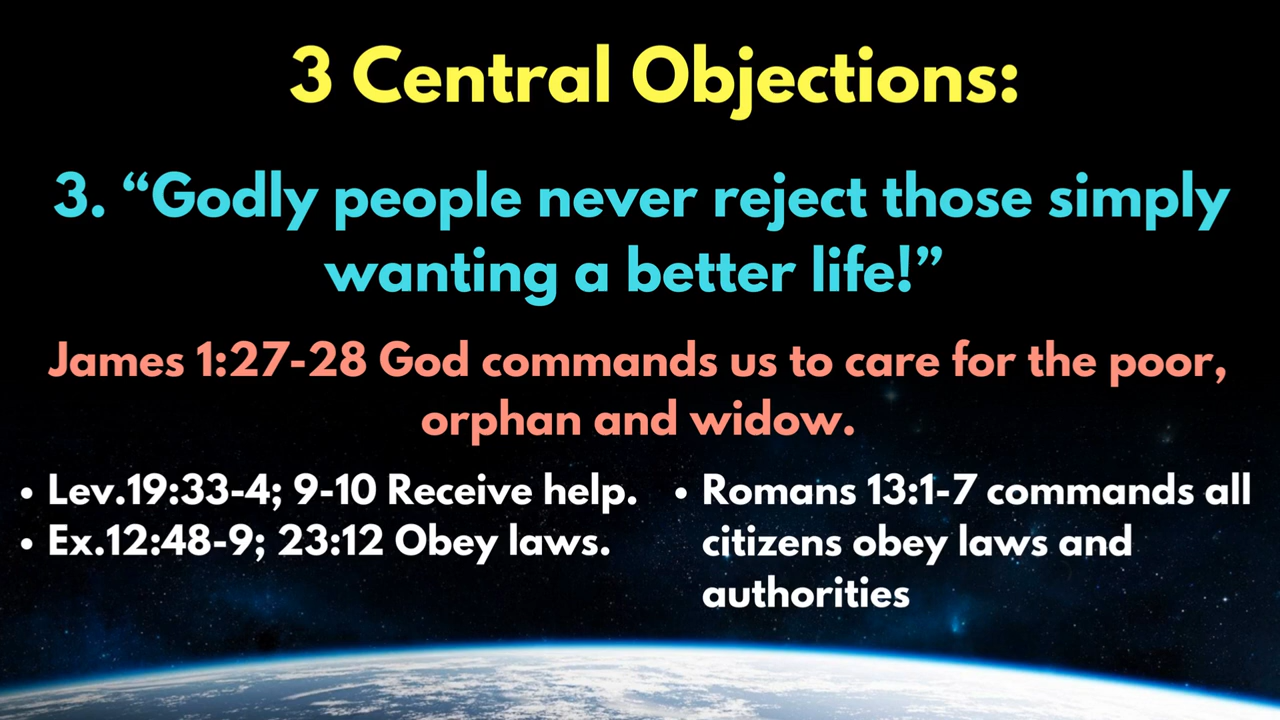 3 Central Objections:
3. “Godly people never reject those simply
wanting a better life!”
James 1:27-28 God commands us to care for the poor,
orphan and widow.
• Lev.19:33-4; 9-10 Receive help.
• Ex.12:48-9; 23:12 Obey laws.
• Romans 13:1-7 commands all
citizens obey laws and
authorities